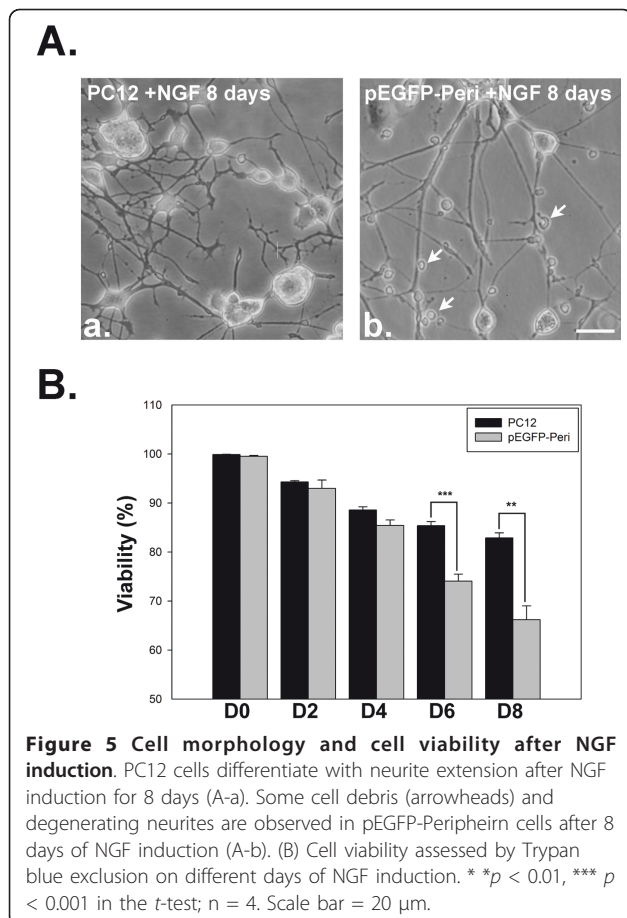 A.
PC12 +NGF 8 days
pEGFP-Peri +NGF 8 days
a.
b.
B.
110
100
90
80
70
60
50
Viability (%)
PC12
pEGFP-Peri
***
**
D0 D2 D4 D6 D8
Figure 5 Cell morphology and cell viability after NGF
induction. PC12 cells differentiate with neurite extension after NGF
induction for 8 days (A-a). Some cell debris (arrowheads) and
degenerating neurites are observed in pEGFP-Peripheirn cells after 8
days of NGF induction (A-b). (B) Cell viability assessed by Trypan
blue exclusion on different days of NGF induction. * *p < 0.01, *** p
< 0.001 in the t-test; n = 4. Scale bar = 20 μm.